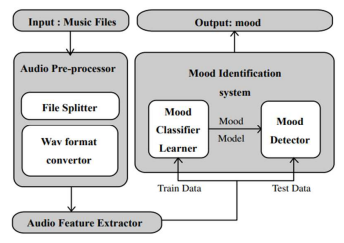 Input : Music Files
Output: mood
Audio Pre-processor
File Splitter
Wav format
convertor
Mood Identification
system
Mood
Classifier
Learner
Mood
Model
Mood
Detector
Train Data
Test Data
Audio Feature Extractor